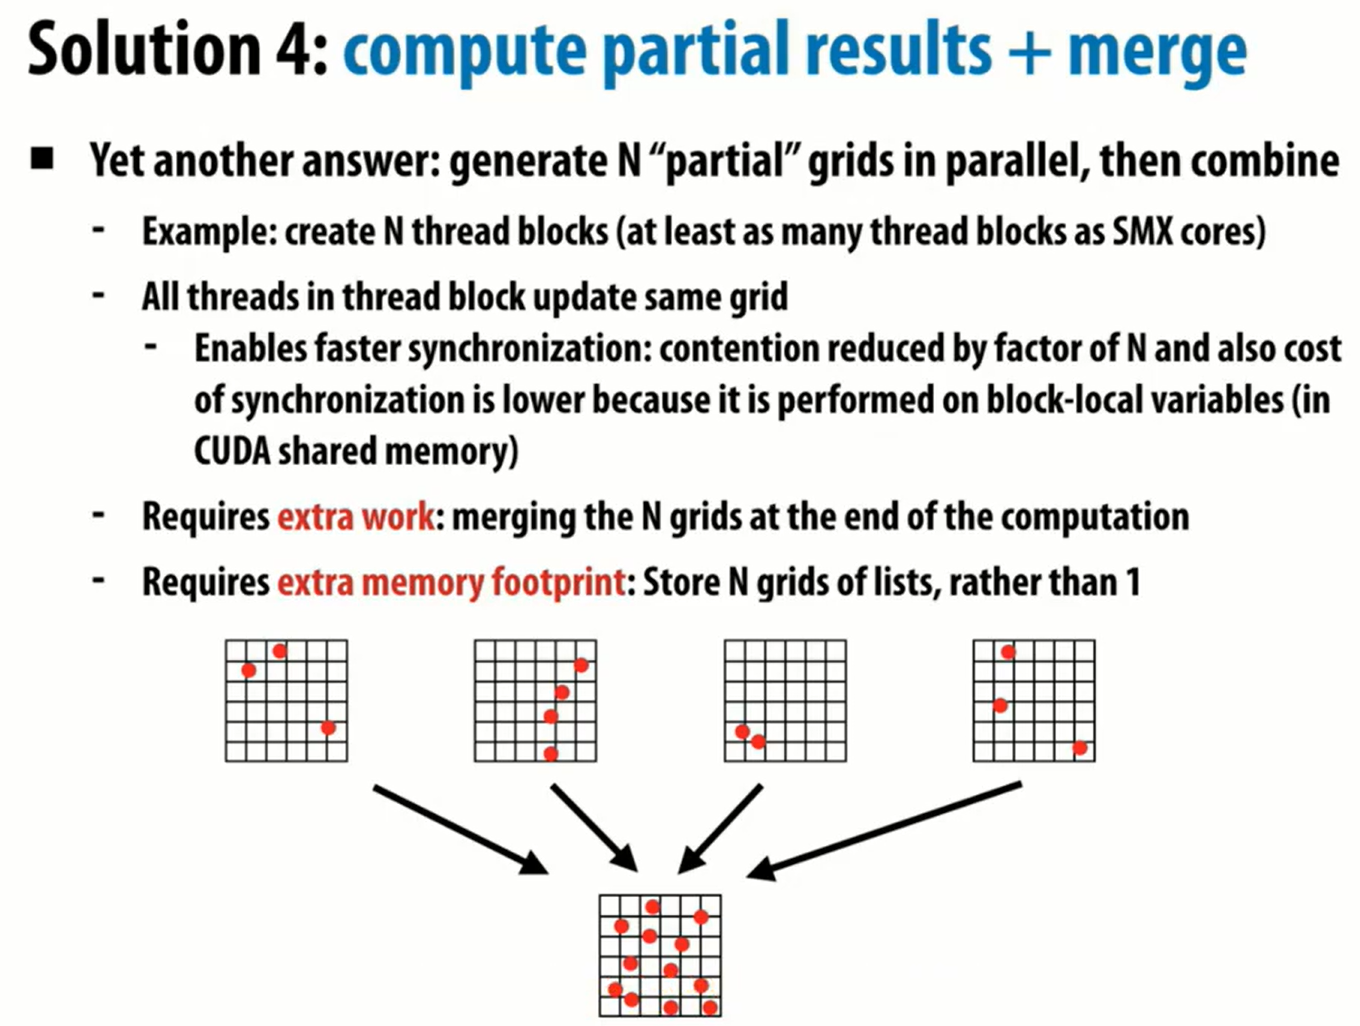 Solution 4: compute partial results + merge
■ Yet another answer: generate N “partial” grids in parallel, then combine
- Example: create N thread blocks (at least as many thread blocks as SMX cores)
- All threads in thread block update same grid
- Enables faster synchronization: contention reduced by factor of N and also cost
of synchronization is lower because it is performed on block-local variables (in
CUDA shared memory)
- Requires extra work: merging the N grids at the end of the computation
- Requires extra memory footprint: Store N grids of lists, rather than 1